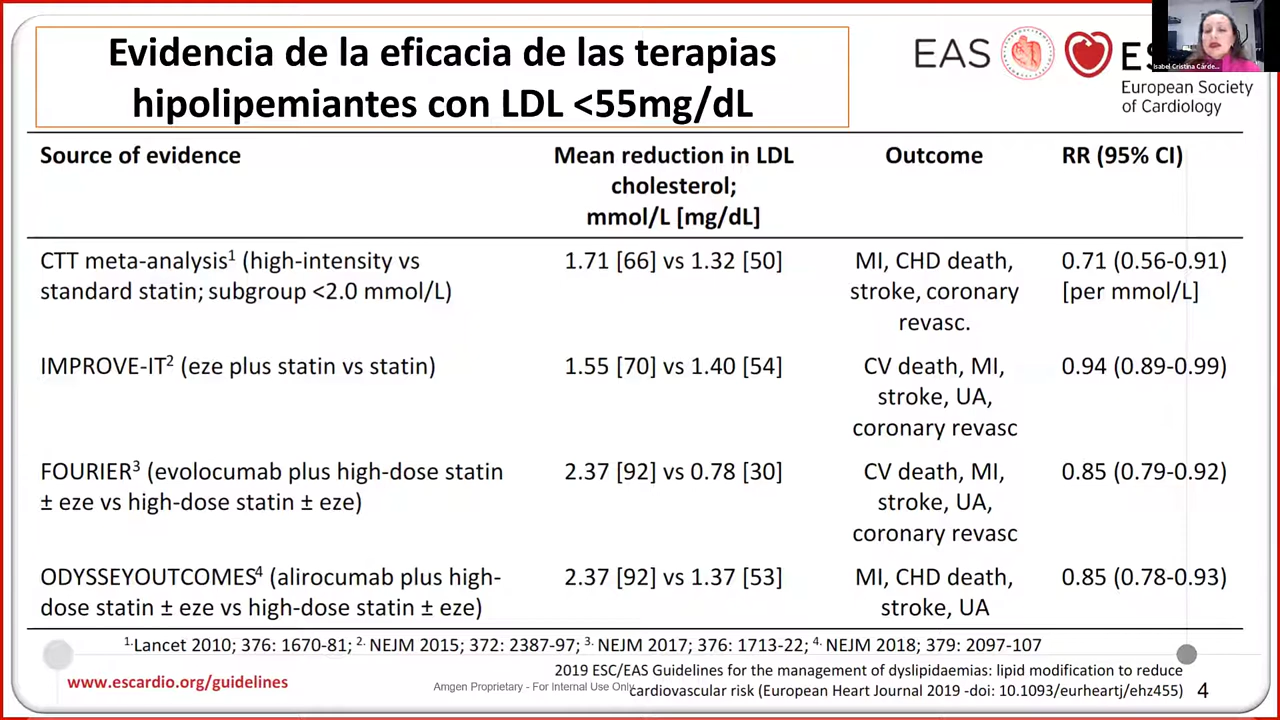 Evidencia de la eficacia de las terapias
hipolipemiantes con LDL <55mg/dL
EAS
European Society
of Cardiology
Source of evidence
Mean reduction in LDL
cholesterol;
mmol/L [mg/dL]
Outcome
RR (95% CI)
CTT meta-analysis¹ (high-intensity vs
standard statin; subgroup <2.0 mmol/L)
1.71 [66] vs 1.32 [50]
MI, CHD death,
stroke, coronary
revasc.
0.71 (0.56-0.91)
[per mmol/L]
IMPROVE-IT² (eze plus statin vs statin)
1.55 [70] vs 1.40 [54]
CV death, MI,
stroke, UA,
coronary revasc
0.94 (0.89-0.99)
FOURIER³ (evolocumab plus high-dose statin
± eze vs high-dose statin ± eze)
2.37 [92] vs 0.78 [30]
CV death, MI,
stroke, UA,
coronary revasc
0.85 (0.79-0.92)
ODYSSEYOUTCOMES⁴ (alirocumab plus high-
dose statin ± eze vs high-dose statin ± eze)
2.37 [92] vs 1.37 [53]
MI, CHD death,
stroke, UA
0.85 (0.78-0.93)
¹·Lancet 2010; 376: 1670-81; ²· NEJM 2015; 372: 2387-97; ³· NEJM 2017; 376: 1713-22; ⁴· NEJM 2018; 379: 2097-107
www.escardio.org/guidelines
2019 ESC/EAS Guidelines for the management of dyslipidaemias: lipid modification to reduce
cardiovascular risk (European Heart Journal 2019 -doi: 10.1093/eurheartj/ehz455)
Amgen Proprietary - For Internal Use Only
4
Isabel Cristina Cárde...